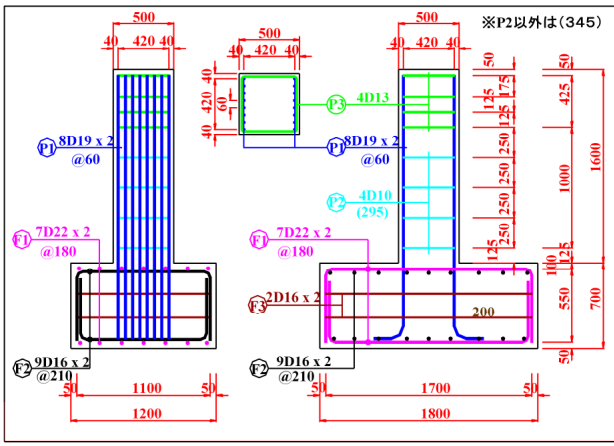 ※P2以外は(345)
500
40 420 40
500
40 420 40
500
40 420 40
40
420
60
40
P3 4D13
P1 8D19 x 2
@60
P1 8D19 x 2
@60
P2 4D10
(295)
F1 7D22 x 2
@180
F1 7D22 x 2
@180
F3 2D16 x 2
200
F2 9D16 x 2
@210
F2 9D16 x 2
@210
50 1100 50
1200
50 1700 50
1800
175
125
125
250
250
250
250
125
50
425
1000
125
100
550
50
1600
700